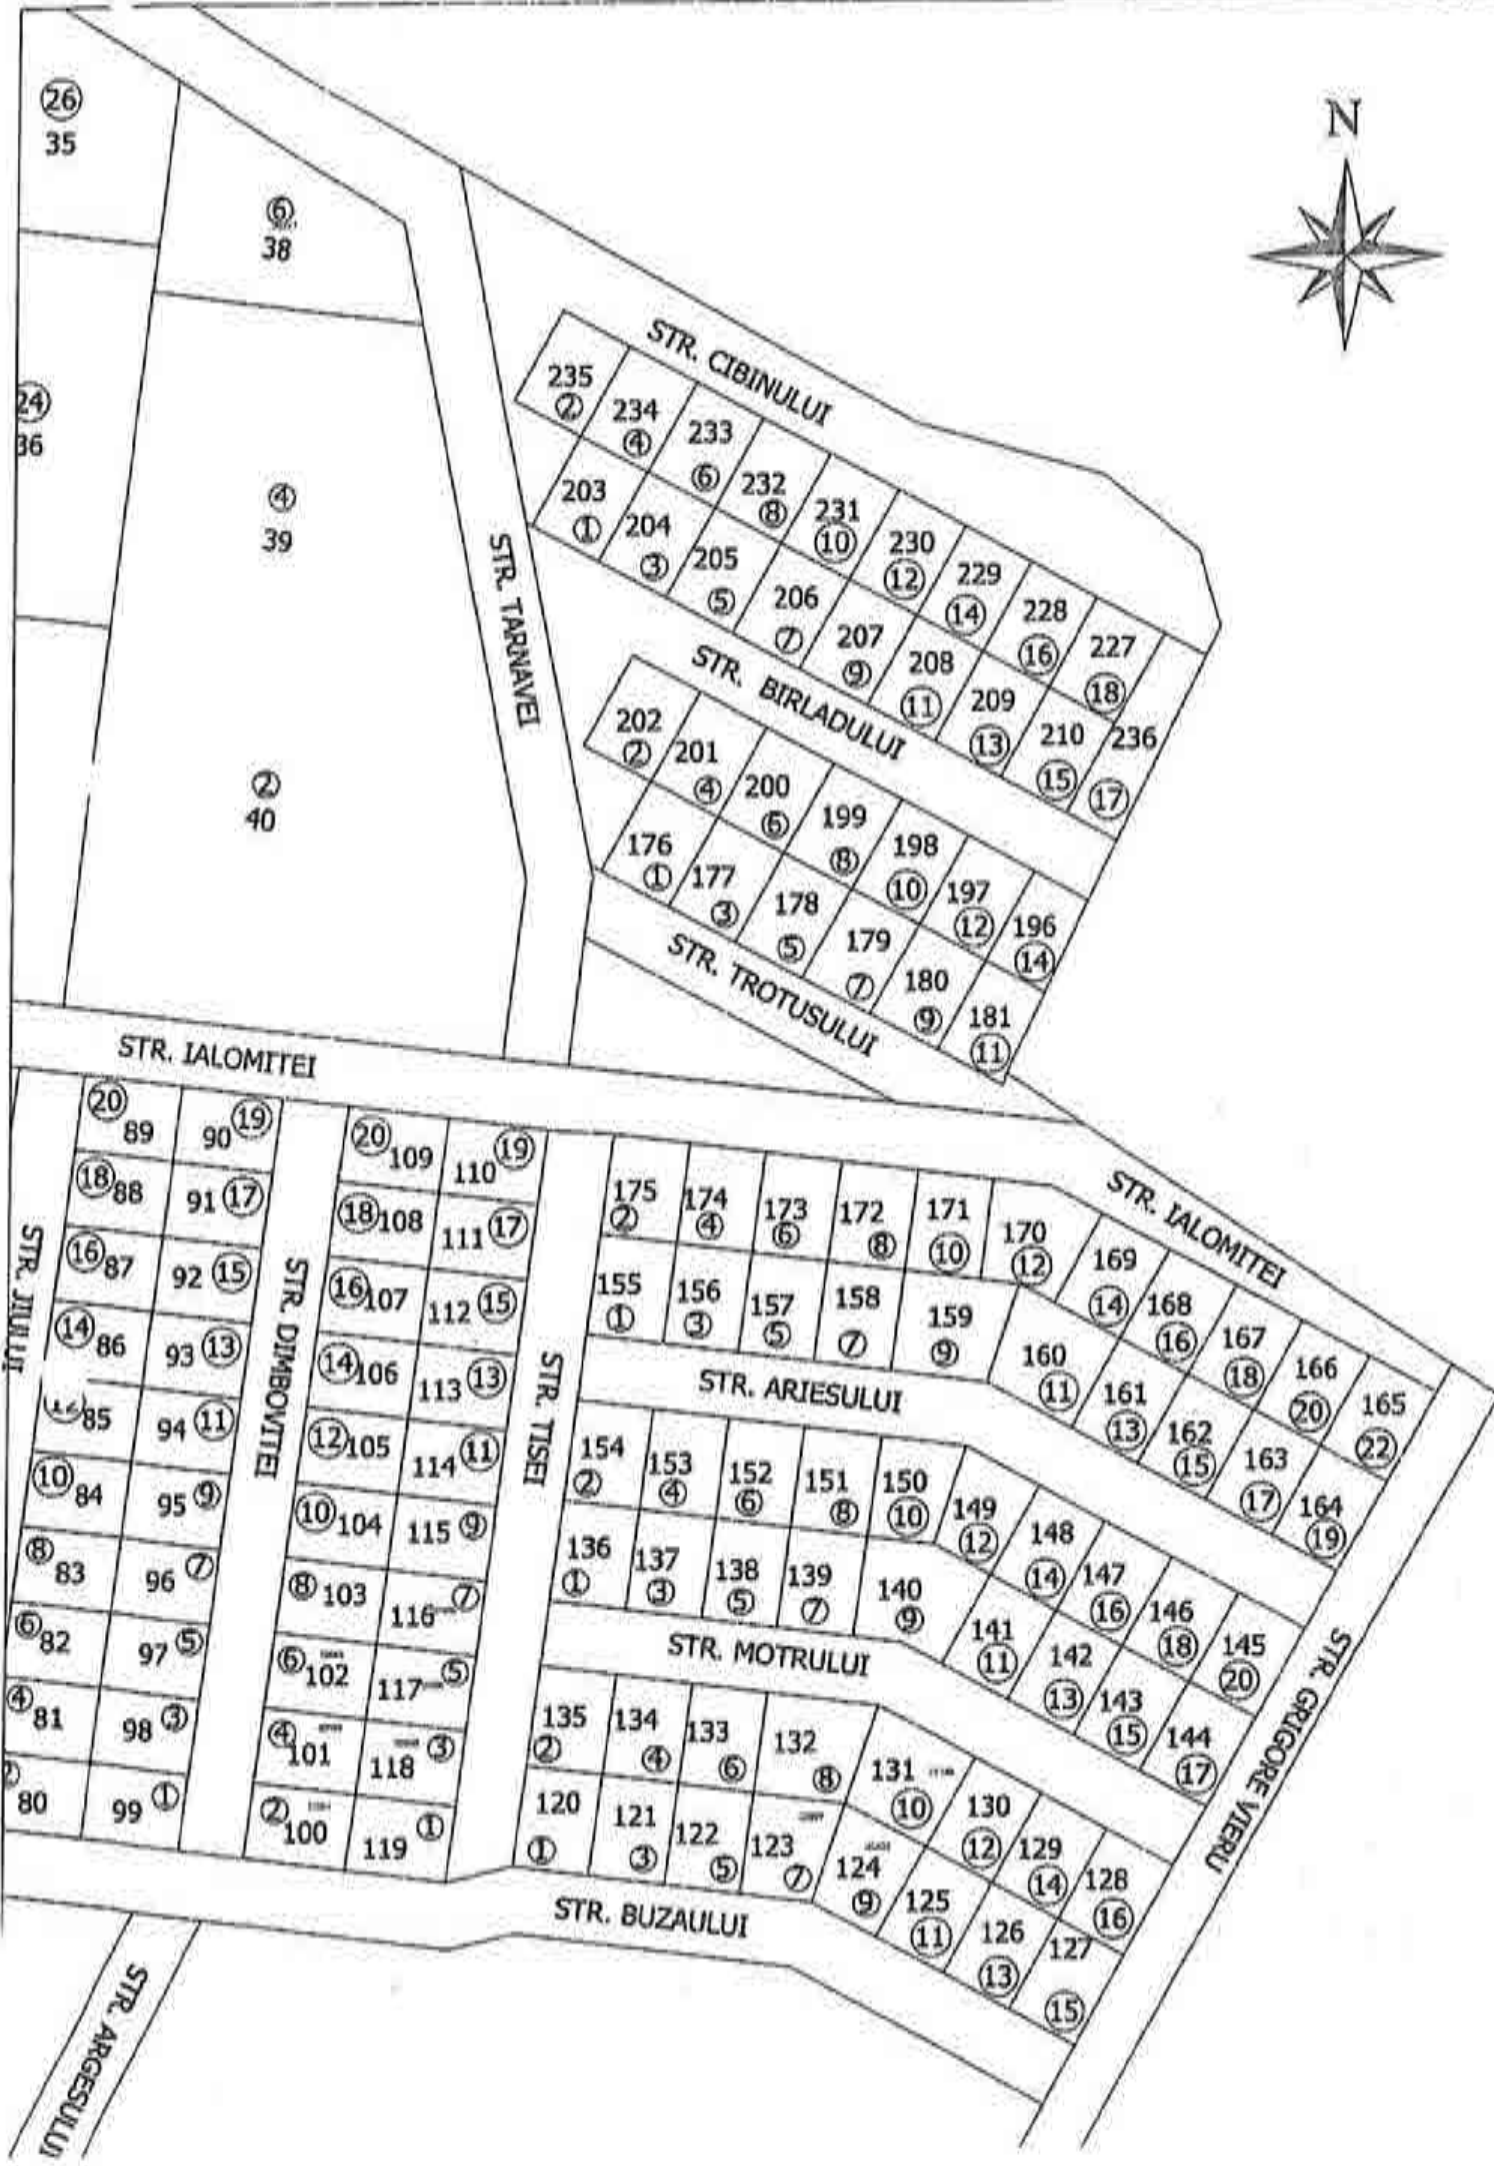 N
26
35
6
38
24
36
4
39
2
40
STR. TARNAVEI
STR. CIBINULUI
235 234 233 232 231 230 229 228 227
2 4 6 8 10 12 14 16 18
203 204 205 206 207 208 209 210 236
1 3 5 7 9 11 13 15 17
STR. BIRLADULUI
202 201 200 199 198 197 196
2 4 6 8 10 12 14
176 177 178 179 180 181
1 3 5 7 9 11
STR. TROTUSULUI
STR. IALOMITEI
STR. IALOMITEI
STR. JIULUI
20 89 90 19
18 88 91 17
16 87 92 15
14 86 93 13
85 94 11
10 84 95 9
8 83 96 7
6 82 97 5
4 81 98 3
80 99 1
STR. DIMBOVITEI
20 109 110 19
18 108 111 17
16 107 112 15
14 106 113 13
12 105 114 11
10 104 115 9
8 103 116 7
6 102 117 5
4 101 118 3
2 100 119 1
STR. TISEI
175 174 173 172 171 170 169 168 167 166 165
2 4 6 8 10 12 14 16 18 20 22
155 156 157 158 159 160 161 162 163 164
1 3 5 7 9 11 13 15 17 19
STR. ARIESULUI
154 153 152 151 150 149 148 147 146 145
2 4 6 8 10 12 14 16 18 20
136 137 138 139 140 141 142 143 144
1 3 5 7 9 11 13 15 17
STR. MOTRULUI
135 134 133 132 131 130 129 128
2 4 6 8 10 12 14 16
120 121 122 123 124 125 126 127
1 3 5 7 9 11 13 15
STR. BUZAULUI
STR. GRIGORE VIERU
STR. ARGESULUI